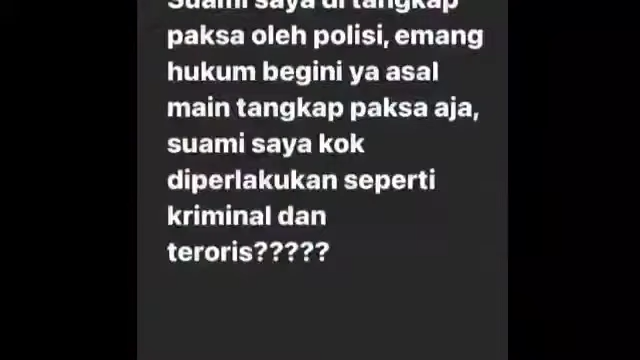 Suami saya di tangkap
paksa oleh polisi, emang
hukum begini ya asal
main tangkap paksa aja,
suami saya kok
diperlakukan seperti
kriminal dan
teroris?????